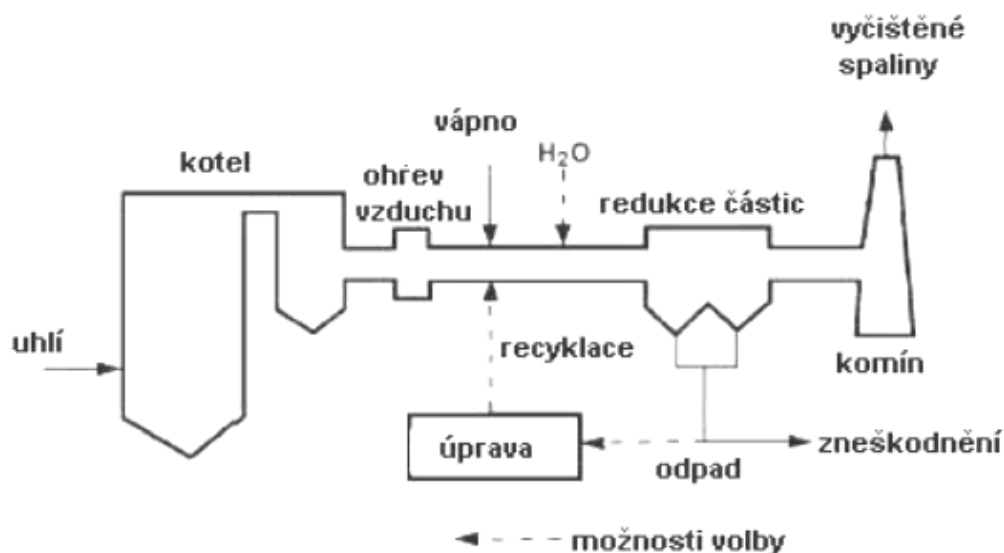 vyčištěné
spaliny
vápno
H₂O
kotel
ohřev
vzduchu
redukce částic
uhlí
recyklace
komín
úprava
odpad
zneškodnění
možnosti volby